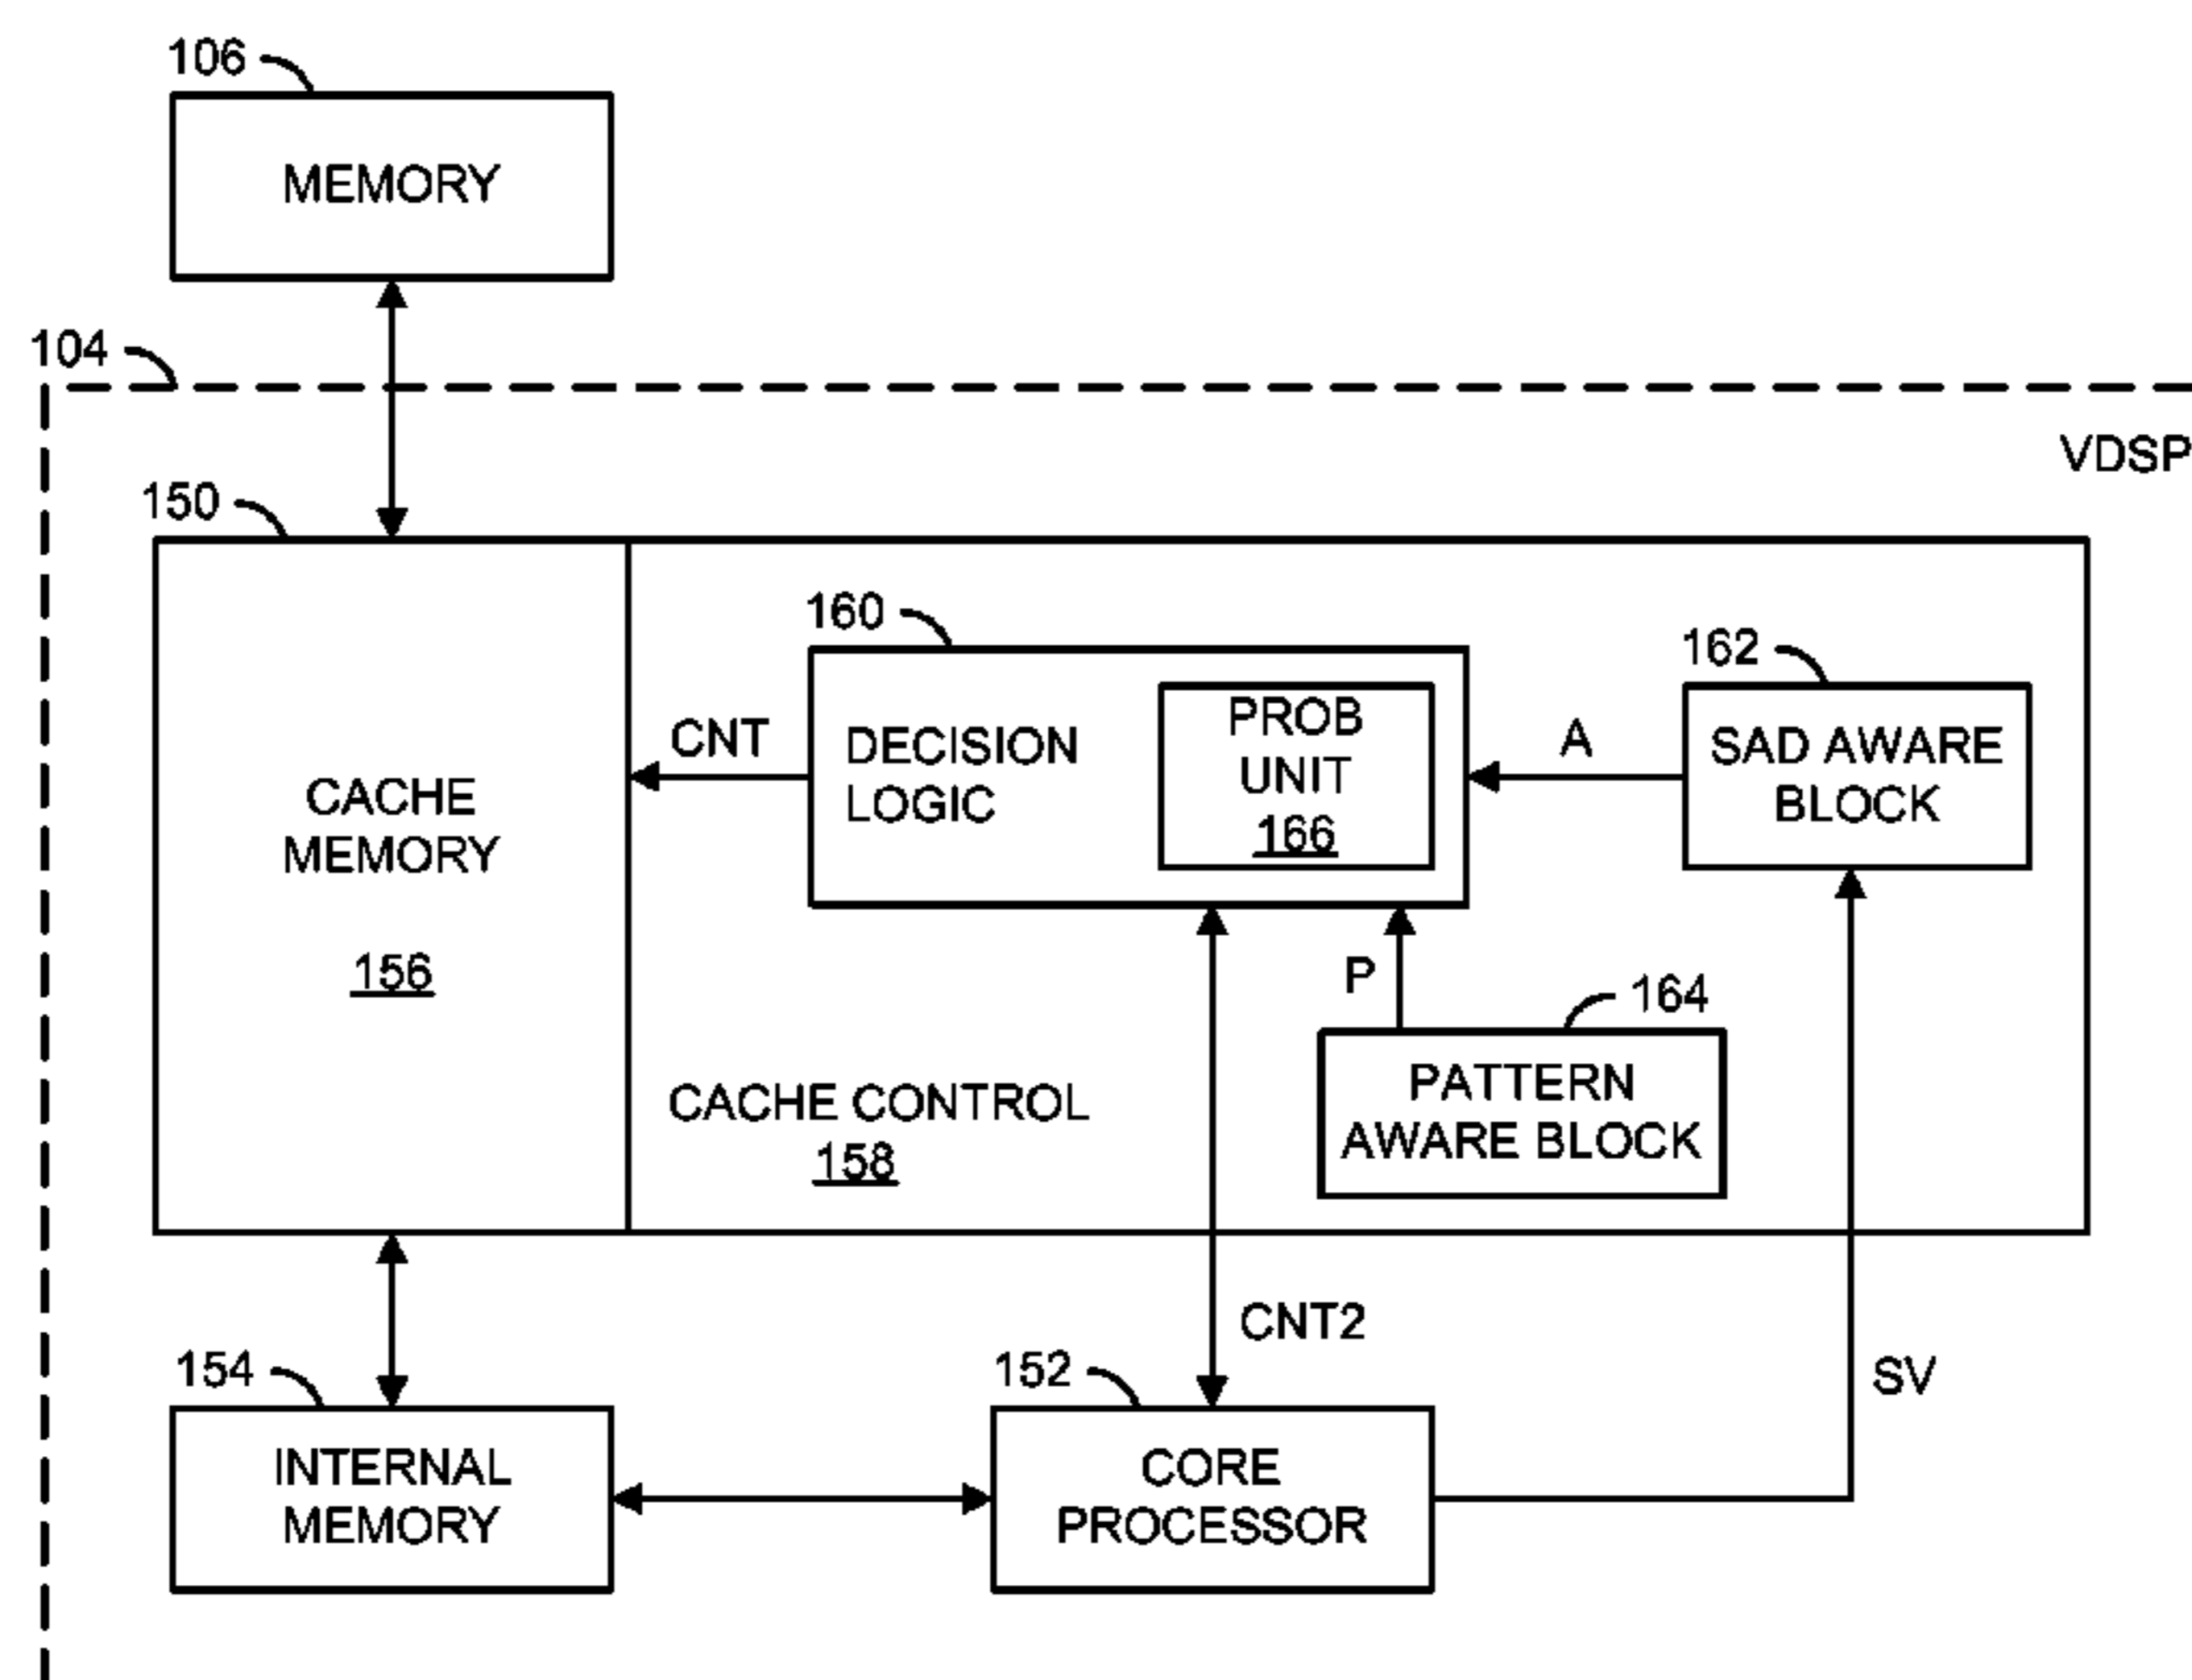 106
MEMORY
104
VDSP
150
160
162
CNT
DECISION
LOGIC
PROB
UNIT
166
A
SAD AWARE
BLOCK
CACHE
MEMORY
156
P
164
PATTERN
AWARE BLOCK
CACHE CONTROL
158
CNT2
SV
154
INTERNAL
MEMORY
152
CORE
PROCESSOR